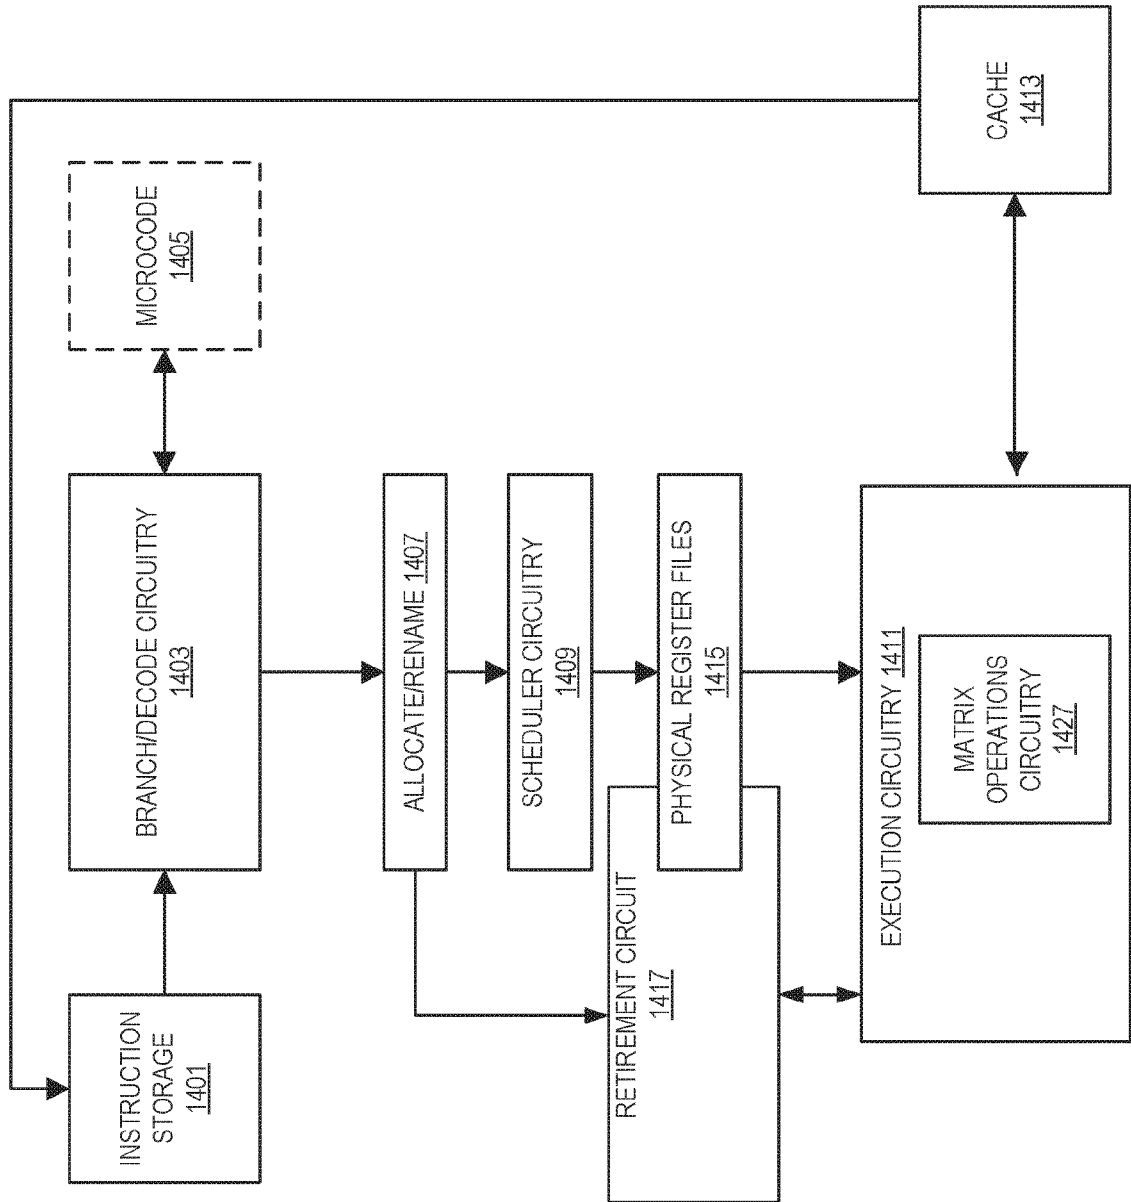 INSTRUCTION
STORAGE
1401
BRANCH/DECODE CIRCUITRY
1403
MICROCODE
1405
ALLOCATE/RENAME 1407
SCHEDULER CIRCUITRY
1409
PHYSICAL REGISTER FILES
1415
RETIREMENT CIRCUIT
1417
EXECUTION CIRCUITRY 1411
MATRIX
OPERATIONS
CIRCUITRY
1427
CACHE
1413